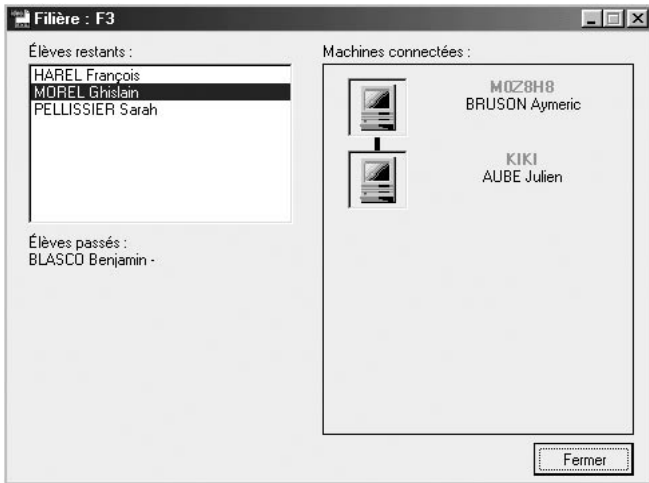 Filière : F3
Élèves restants :
HAREL François
MOREL Ghislain
PELLISSIER Sarah
Élèves passés :
BLASCO Benjamin -
Machines connectées :
M0Z8H8
BRUSON Aymeric
KIKI
AUBE Julien
Fermer